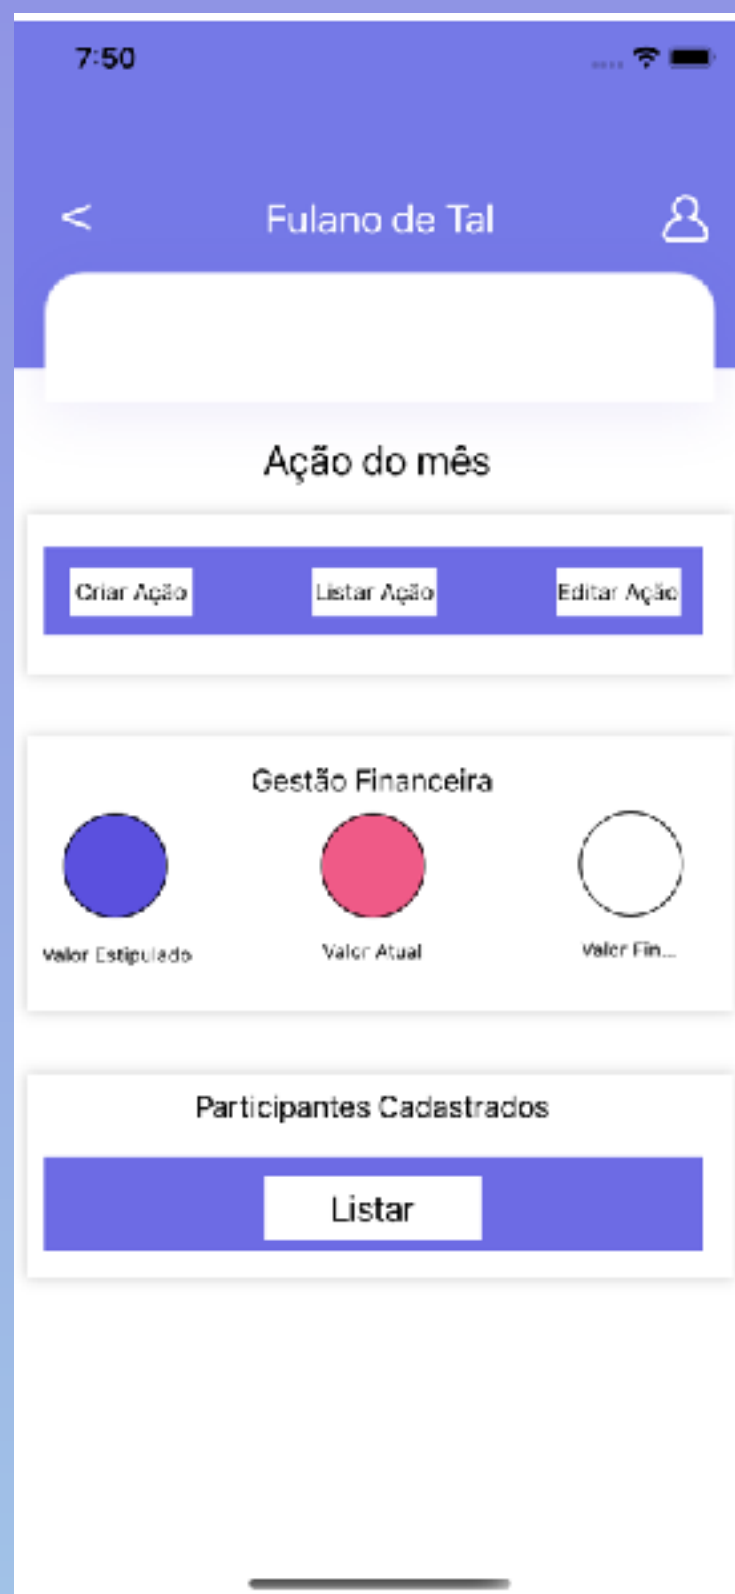 7:50
<
Fulano de Tal
Ação do mês
Criar Ação Listar Ação Editar Ação
Gestão Financeira
Valor Estipulado Valor Atual Valor Fin...
Participantes Cadastrados
Listar